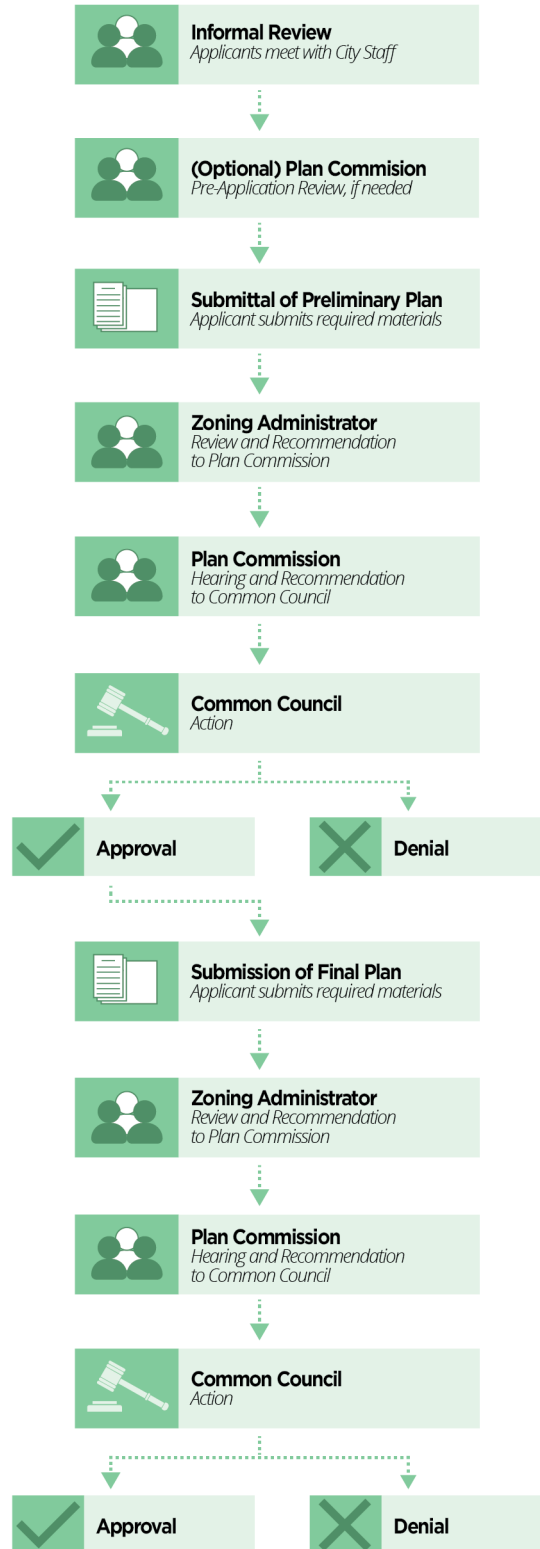 Informal Review
Applicants meet with City Staff
(Optional) Plan Commision
Pre-Application Review, if needed
Submittal of Preliminary Plan
Applicant submits required materials
Zoning Administrator
Review and Recommendation
to Plan Commission
Plan Commission
Hearing and Recommendation
to Common Council
Common Council
Action
Approval
Denial
Submission of Final Plan
Applicant submits required materials
Zoning Administrator
Review and Recommendation
to Plan Commission
Plan Commission
Hearing and Recommendation
to Common Council
Common Council
Action
Approval
Denial